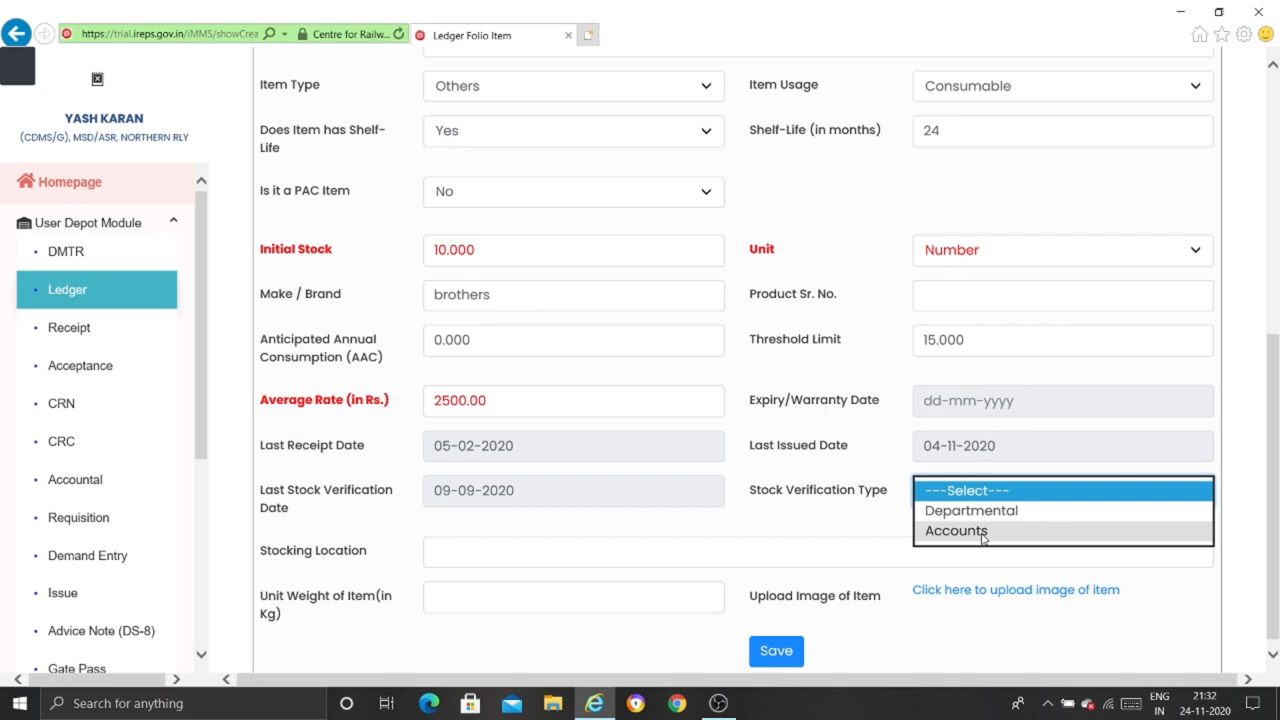 https://trial.ireps.gov.in/iMMS/showCrea
Centre for Railw...
Ledger Folio Item
YASH KARAN
(CDMS/G), MSD/ASR, NORTHERN RLY
Homepage
User Depot Module
DMTR
Ledger
Receipt
Acceptance
CRN
CRC
Accountal
Requisition
Demand Entry
Issue
Advice Note (DS-8)
Gate Pass
Item Type Others Item Usage Consumable
Does Item has Shelf-
Life
Yes Shelf-Life (in months) 24
Is it a PAC Item No
Initial Stock 10.000 Unit Number
Make / Brand brothers Product Sr. No.
Anticipated Annual
Consumption (AAC)
0.000 Threshold Limit 15.000
Average Rate (in Rs.) 2500.00 Expiry/Warranty Date dd-mm-yyyy
Last Receipt Date 05-02-2020 Last Issued Date 04-11-2020
Last Stock Verification
Date
09-09-2020 Stock Verification Type ---Select---
Departmental
Accounts
Stocking Location
Unit Weight of Item(in
Kg)
Upload Image of Item Click here to upload image of item
Save
Search for anything
ENG
IN
21:32
24-11-2020